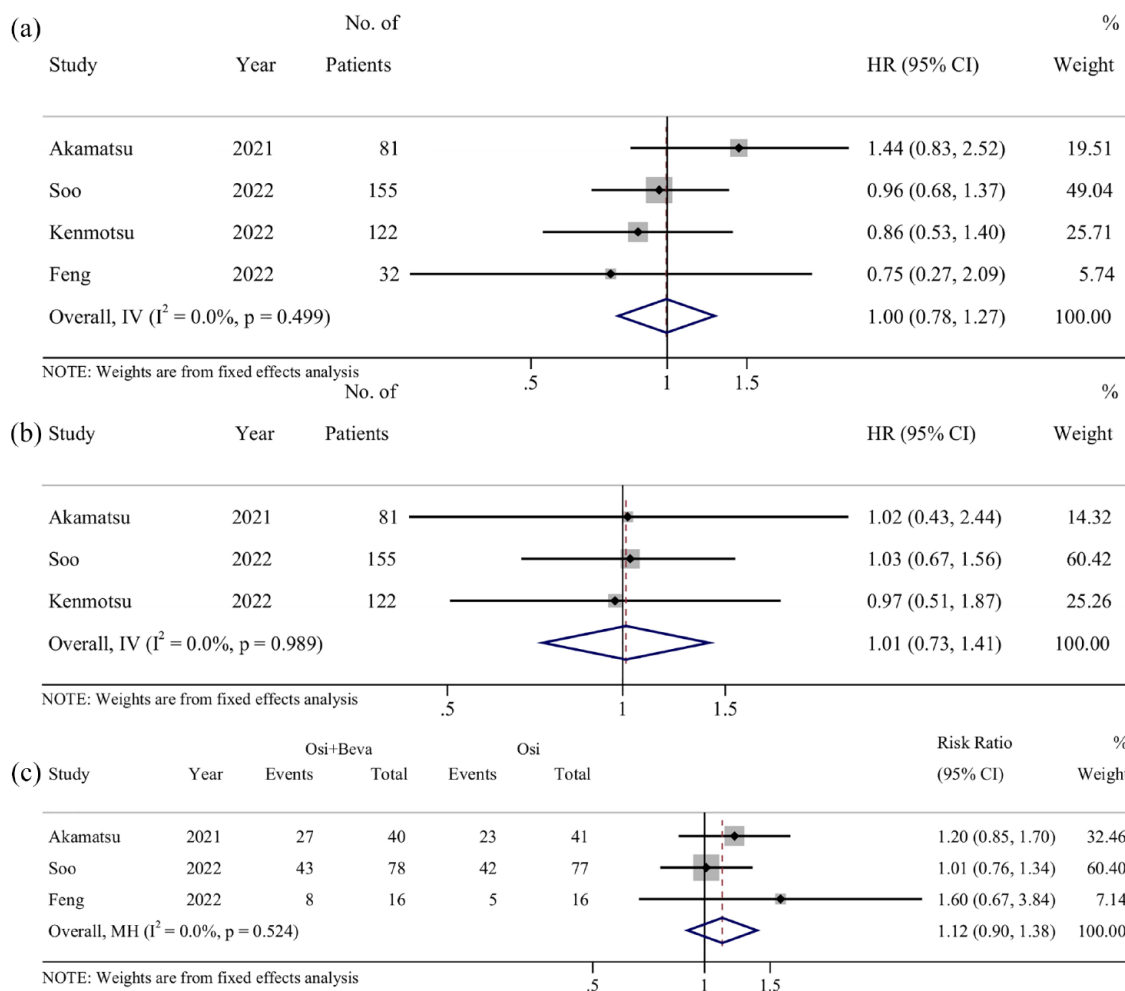 (a)
No. of %
Study Year Patients HR (95% CI) Weight
Akamatsu 2021 81 1.44 (0.83, 2.52) 19.51
Soo 2022 155 0.96 (0.68, 1.37) 49.04
Kenmotsu 2022 122 0.86 (0.53, 1.40) 25.71
Feng 2022 32 0.75 (0.27, 2.09) 5.74
Overall, IV (I² = 0.0%, p = 0.499) 1.00 (0.78, 1.27) 100.00
NOTE: Weights are from fixed effects analysis
.5 1 1.5
No. of %
(b) Study Year Patients HR (95% CI) Weight
Akamatsu 2021 81 1.02 (0.43, 2.44) 14.32
Soo 2022 155 1.03 (0.67, 1.56) 60.42
Kenmotsu 2022 122 0.97 (0.51, 1.87) 25.26
Overall, IV (I² = 0.0%, p = 0.989) 1.01 (0.73, 1.41) 100.00
NOTE: Weights are from fixed effects analysis
.5 1 1.5
Osi+Beva Osi Risk Ratio %
(c) Study Year Events Total Events Total (95% CI) Weight
Akamatsu 2021 27 40 23 41 1.20 (0.85, 1.70) 32.46
Soo 2022 43 78 42 77 1.01 (0.76, 1.34) 60.40
Feng 2022 8 16 5 16 1.60 (0.67, 3.84) 7.14
Overall, MH (I² = 0.0%, p = 0.524) 1.12 (0.90, 1.38) 100.00
NOTE: Weights are from fixed effects analysis
.5 1 1.5